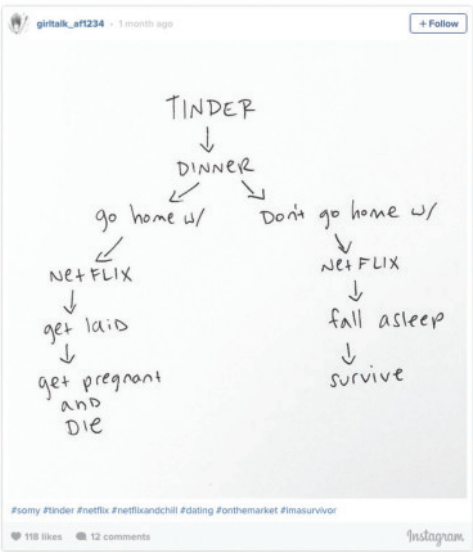 girltalk_af1234 · 1 month ago
+ Follow
TINDER
DINNER
go home w/
Don't go home w/
NetFLIX
NetFLIX
get laid
fall asleep
get pregnant
and
Die
survive
#somy #tinder #netflix #netflixandchill #dating #onthemarket #imasurvivor
118 likes 12 comments
Instagram